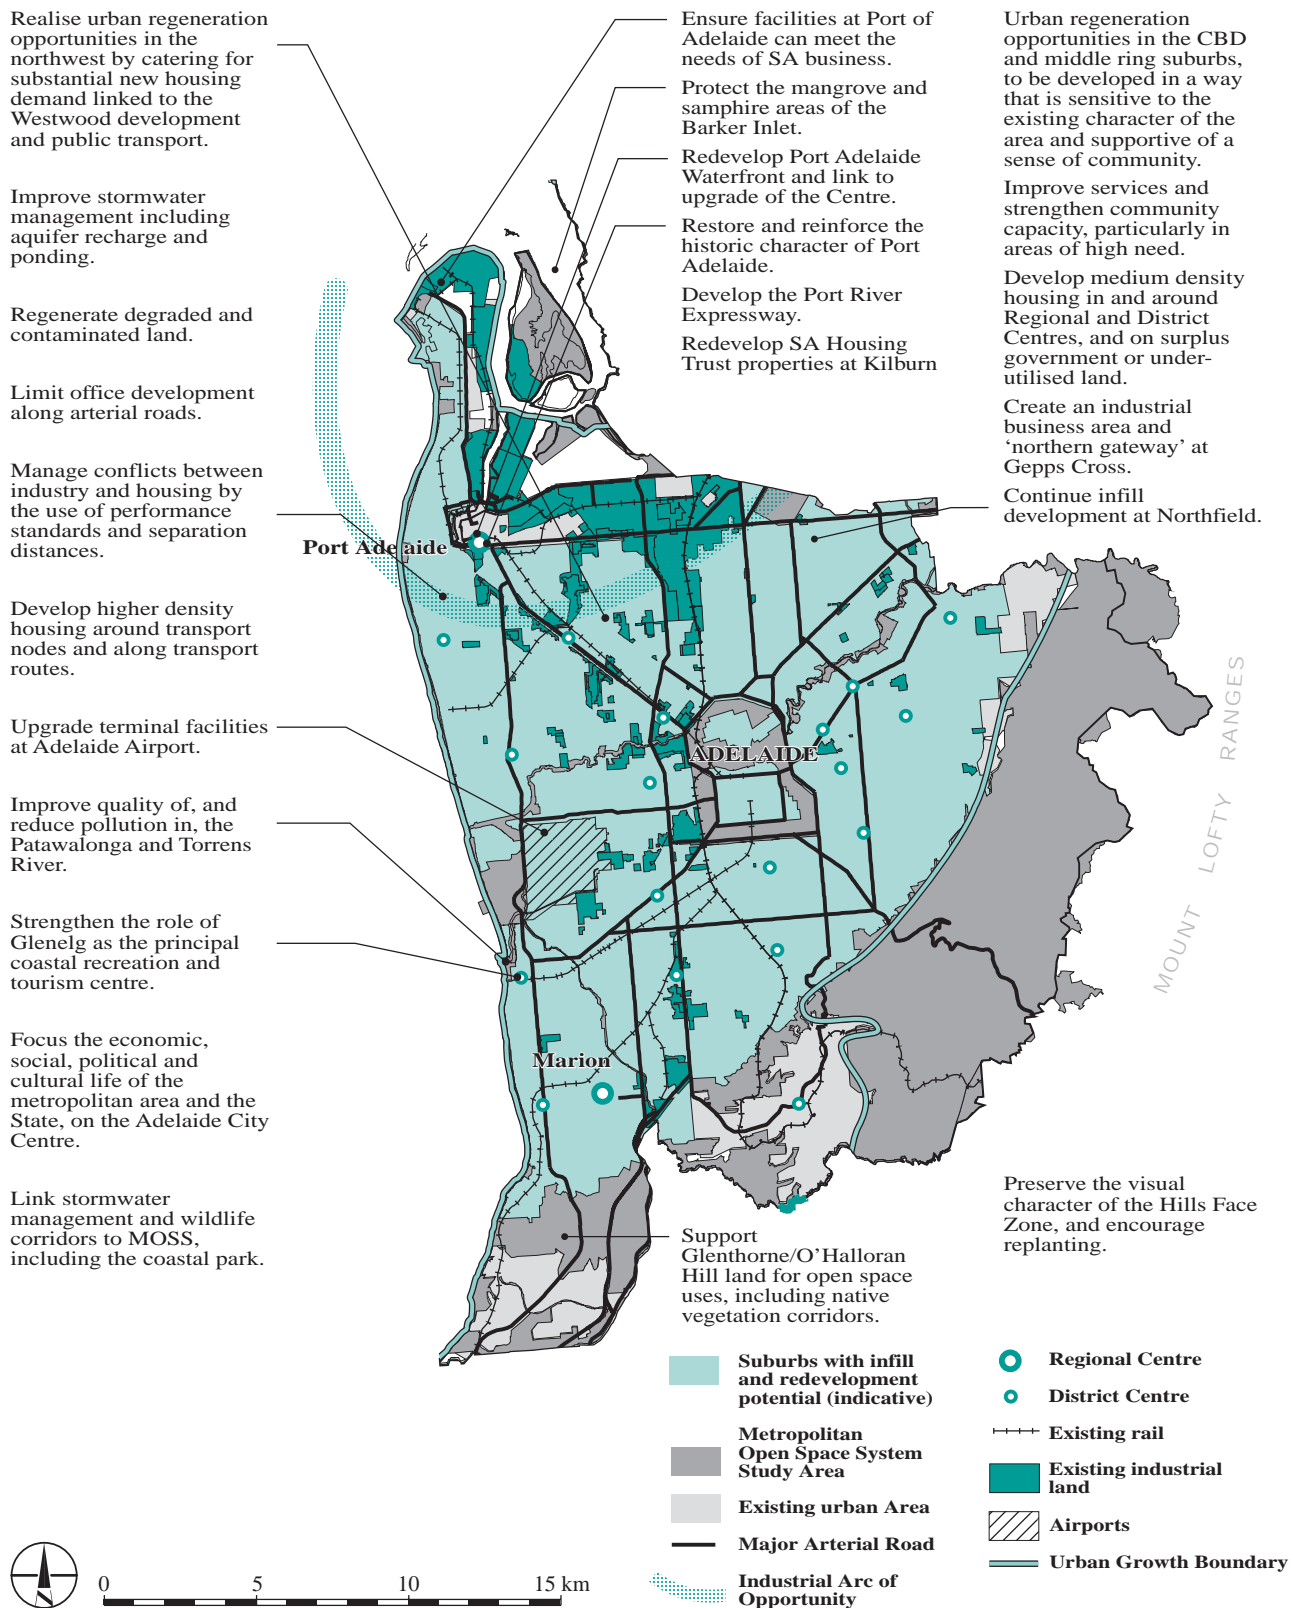 Realise urban regeneration
opportunities in the
northwest by catering for
substantial new housing
demand linked to the
Westwood development
and public transport.
Improve stormwater
management including
aquifer recharge and
ponding.
Regenerate degraded and
contaminated land.
Limit office development
along arterial roads.
Manage conflicts between
industry and housing by
the use of performance
standards and separation
distances.
Develop higher density
housing around transport
nodes and along transport
routes.
Upgrade terminal facilities
at Adelaide Airport.
Improve quality of, and
reduce pollution in, the
Patawalonga and Torrens
River.
Strengthen the role of
Glenelg as the principal
coastal recreation and
tourism centre.
Focus the economic,
social, political and
cultural life of the
metropolitan area and the
State, on the Adelaide City
Centre.
Link stormwater
management and wildlife
corridors to MOSS,
including the coastal park.
Ensure facilities at Port of
Adelaide can meet the
needs of SA business.
Protect the mangrove and
samphire areas of the
Barker Inlet.
Redevelop Port Adelaide
Waterfront and link to
upgrade of the Centre.
Restore and reinforce the
historic character of Port
Adelaide.
Develop the Port River
Expressway.
Redevelop SA Housing
Trust properties at Kilburn
Urban regeneration
opportunities in the CBD
and middle ring suburbs,
to be developed in a way
that is sensitive to the
existing character of the
area and supportive of a
sense of community.
Improve services and
strengthen community
capacity, particularly in
areas of high need.
Develop medium density
housing in and around
Regional and District
Centres, and on surplus
government or under-
utilised land.
Create an industrial
business area and
‘northern gateway’ at
Gepps Cross.
Continue infill
development at Northfield.
Port Ade aide
ADELAIDE
Marion
MOUNT LOFTY RANGES
Preserve the visual
character of the Hills Face
Zone, and encourage
replanting.
Support
Glenthorne/O’Halloran
Hill land for open space
uses, including native
vegetation corridors.
Suburbs with infill
and redevelopment
potential (indicative)
Metropolitan
Open Space System
Study Area
Existing urban Area
Major Arterial Road
Industrial Arc of
Opportunity
Regional Centre
District Centre
Existing rail
Existing industrial
land
Airports
Urban Growth Boundary
0 5 10 15 km